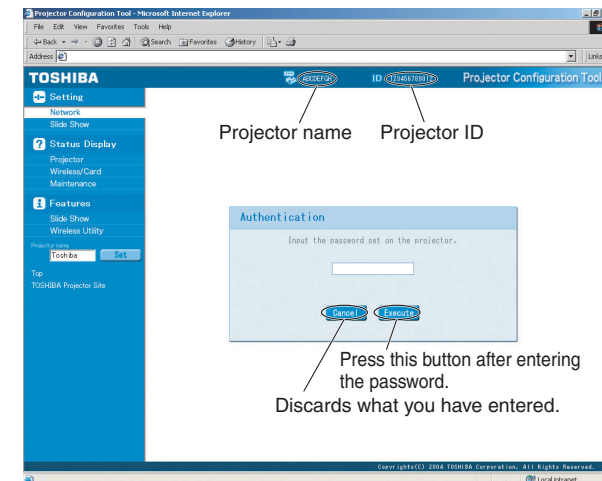 Projector Configuration Tool - Microsoft Internet Explorer
File Edit View Favorites Tools Help
Back Search Favorites History
Address Links
TOSHIBA ABCDEFGH ID 123456789012 Projector Configuration Tool
Setting
Network
Slide Show
Projector name Projector ID
? Status Display
Projector
Wireless/Card
Maintenance
i Features
Slide Show
Wireless Utility
Projector name
Toshiba Set
Top
TOSHIBA Projector Site
Authentication
Input the password set on the projector.
Cancel Execute
Press this button after entering
the password.
Discards what you have entered.
Copyrights(C) 2004 TOSHIBA Corporation, All Rights Reserved.
Local intranet